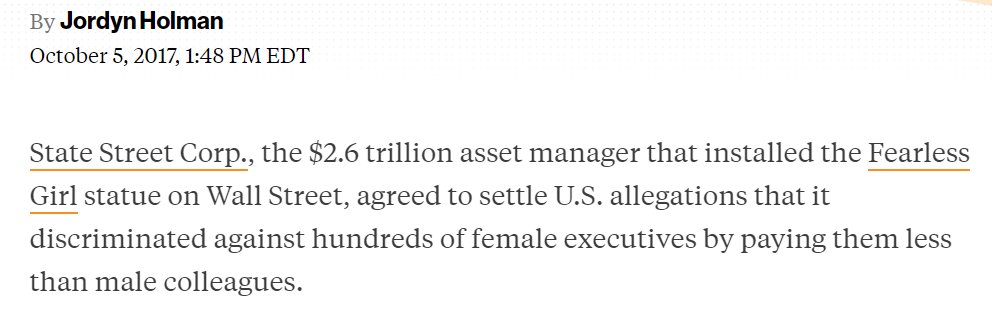 By Jordyn Holman
October 5, 2017, 1:48 PM EDT
State Street Corp., the $2.6 trillion asset manager that installed the Fearless
Girl statue on Wall Street, agreed to settle U.S. allegations that it
discriminated against hundreds of female executives by paying them less
than male colleagues.